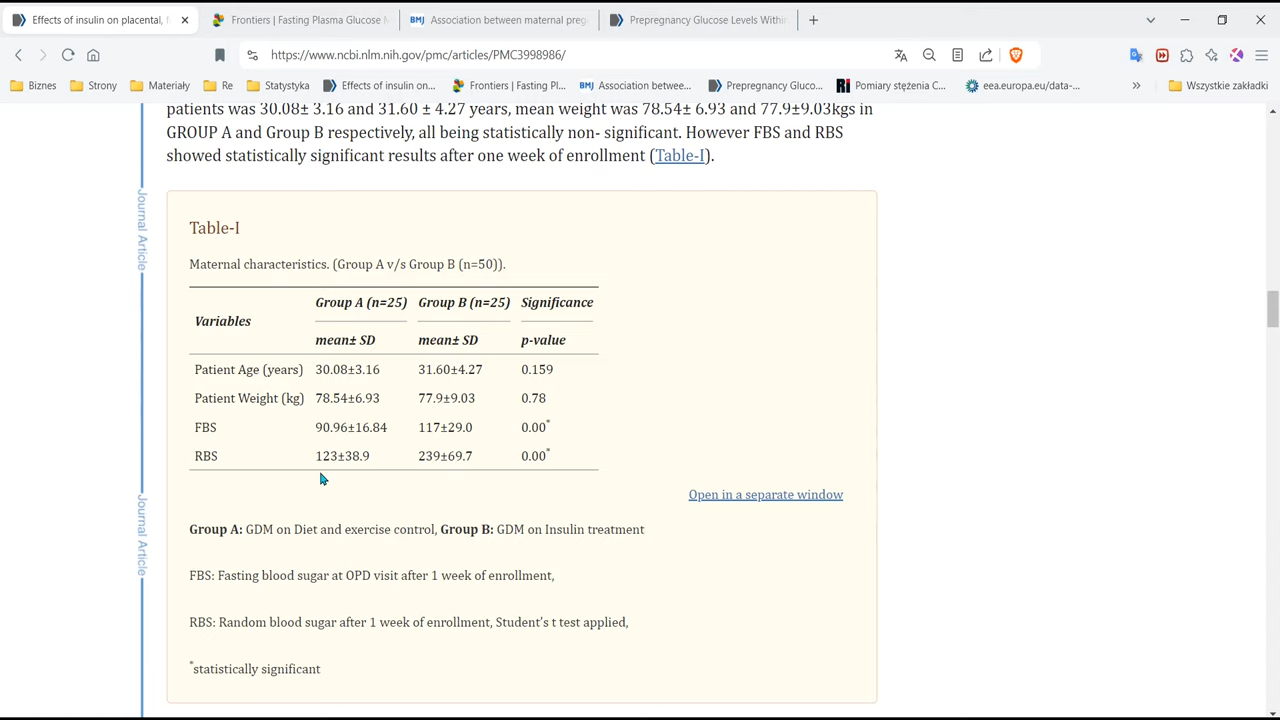 Effects of insulin on placental, f
Frontiers | Fasting Plasma Glucose M
BMJ Association between maternal preg
Prepregnancy Glucose Levels Within
https://www.ncbi.nlm.nih.gov/pmc/articles/PMC3998986/
Biznes Strony Materiały Re Statystyka Effects of insulin on... Frontiers | Fasting Pl... BMJ Association betwee... Prepregnancy Gluco... Ri Pomiary stężenia C... eea.europa.eu/data-... » Wszystkie zakładki
patients was 30.08± 3.16 and 31.60 ± 4.27 years, mean weight was 78.54± 6.93 and 77.9±9.03kgs in
GROUP A and Group B respectively, all being statistically non- significant. However FBS and RBS
showed statistically significant results after one week of enrollment (Table-I).
Journal Article
Journal Article
Table-I
Maternal characteristics. (Group A v/s Group B (n=50)).
Variables
Group A (n=25) Group B (n=25) Significance
mean± SD mean± SD p-value
Patient Age (years) 30.08±3.16 31.60±4.27 0.159
Patient Weight (kg) 78.54±6.93 77.9±9.03 0.78
FBS 90.96±16.84 117±29.0 0.00*
RBS 123±38.9 239±69.7 0.00*
Open in a separate window
Group A: GDM on Diet and exercise control, Group B: GDM on Insulin treatment
FBS: Fasting blood sugar at OPD visit after 1 week of enrollment,
RBS: Random blood sugar after 1 week of enrollment, Student's t test applied,
*statistically significant